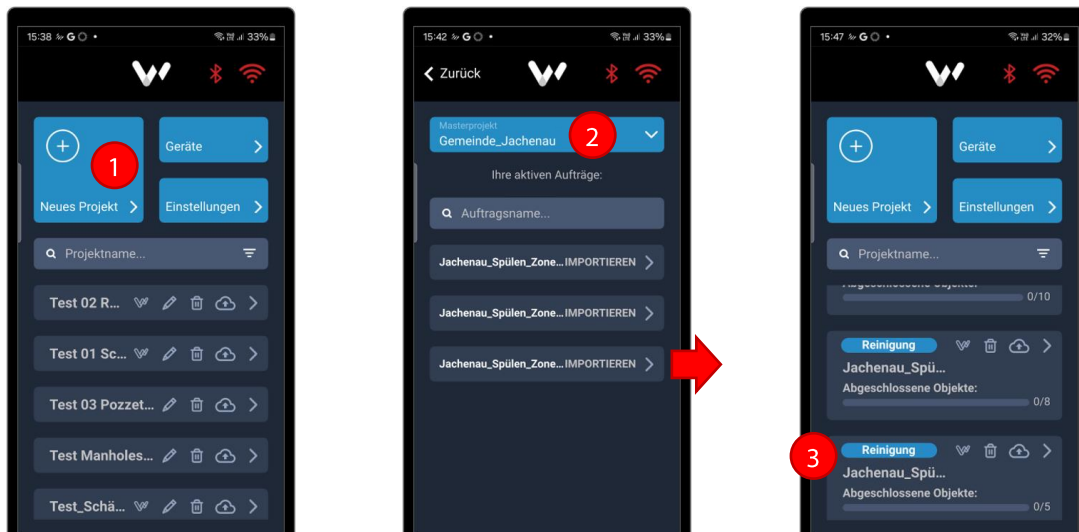 15:38 G
33%
1
Geräte
Neues Projekt
Einstellungen
Projektname...
Test 02 R...
Test 01 Sc...
Test 03 Pozzet...
Test Manholes...
Test_Schä...
15:42 G
33%
Zurück
Masterprojekt
Gemeinde_Jachenau
2
Ihre aktiven Aufträge:
Auftragsname...
Jachenau_Spülen_Zone... IMPORTIEREN
Jachenau_Spülen_Zone... IMPORTIEREN
Jachenau_Spülen_Zone... IMPORTIEREN
15:47 G
32%
Geräte
Neues Projekt
Einstellungen
Projektname...
Abgeschlossene Objekte:
0/10
Reinigung
Jachenau_Spü...
Abgeschlossene Objekte:
0/8
3
Reinigung
Jachenau_Spü...
Abgeschlossene Objekte:
0/5